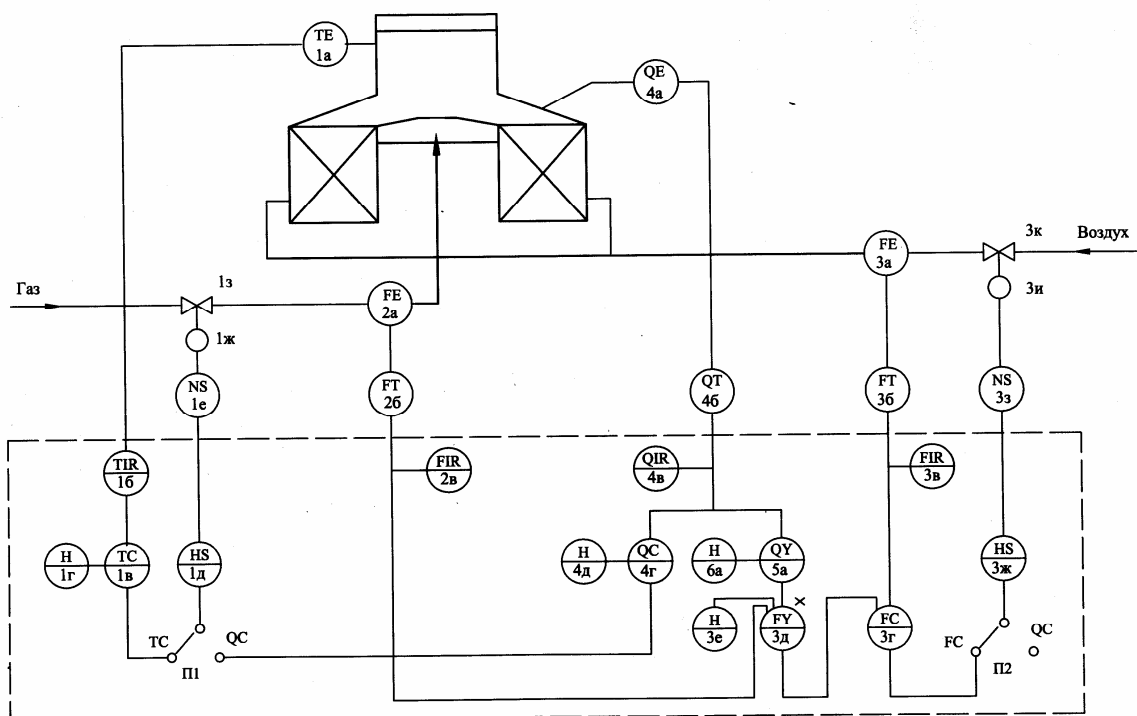 TE
1а
QE
4а
Газ
1з
FE
2а
FE
3а
3к
Воздух
3и
1ж
NS
1е
FT
2б
QT
4б
FT
3б
NS
3з
TIR
1б
FIR
2в
QIR
4в
FIR
3в
H
1г
TC
1в
HS
1д
H
4д
QC
4г
H
6а
QY
5а
HS
3ж
H
3е
FY
3д
X
FC
3г
TC
QC
П1
FC
QC
П2